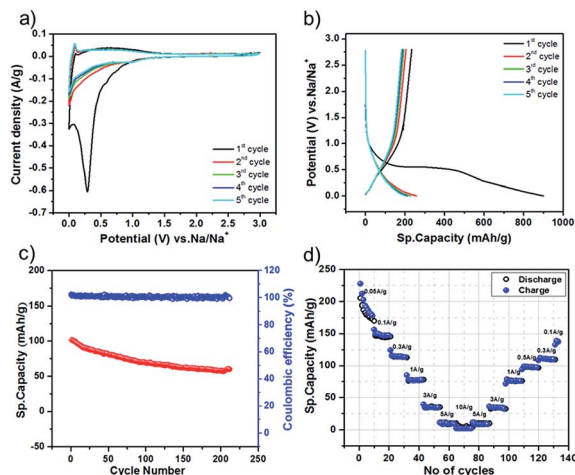 a)
0.1
0.0
-0.1
-0.2
-0.3
-0.4
-0.5
-0.6
-0.7
Current density (A/g)
1st cycle
2nd cycle
3rd cycle
4th cycle
5th cycle
0.0 0.5 1.0 1.5 2.0 2.5 3.0
Potential (V) vs.Na/Na+
b)
3.0
2.5
2.0
1.5
1.0
0.5
0.0
Potential (V) vs.Na/Na+
1st cycle
2nd cycle
3rd cycle
4th cycle
5th cycle
0 200 400 600 800 1000
Sp.Capacity (mAh/g)
c)
200
150
100
50
0
-50
Sp.Capacity (mAh/g)
120
100
80
60
40
20
0
Coulombic efficiency (%)
0 50 100 150 200 250
Cycle Number
d)
250
200
150
100
50
0
Sp.Capacity (mAh/g)
Discharge
Charge
0.05A/g
0.1A/g
0.3A/g
1A/g
3A/g
5A/g
10A/g
5A/g
3A/g
1A/g
0.5A/g
0.3A/g
0.1A/g
0 20 40 60 80 100 120 140
No of cycles